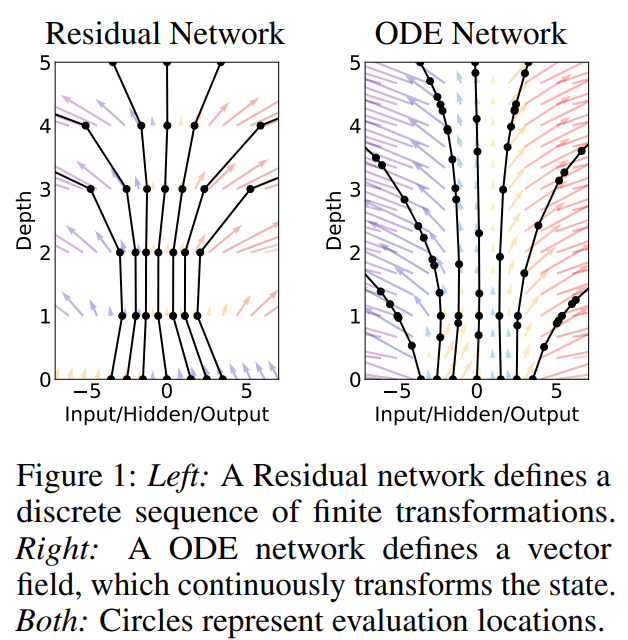 Residual Network
ODE Network
5
4
3
2
1
0
Depth
−5
0
5
Input/Hidden/Output
5
4
3
2
1
0
Depth
−5
0
5
Input/Hidden/Output
Figure 1: Left: A Residual network defines a
discrete sequence of finite transformations.
Right: A ODE network defines a vector
field, which continuously transforms the state.
Both: Circles represent evaluation locations.